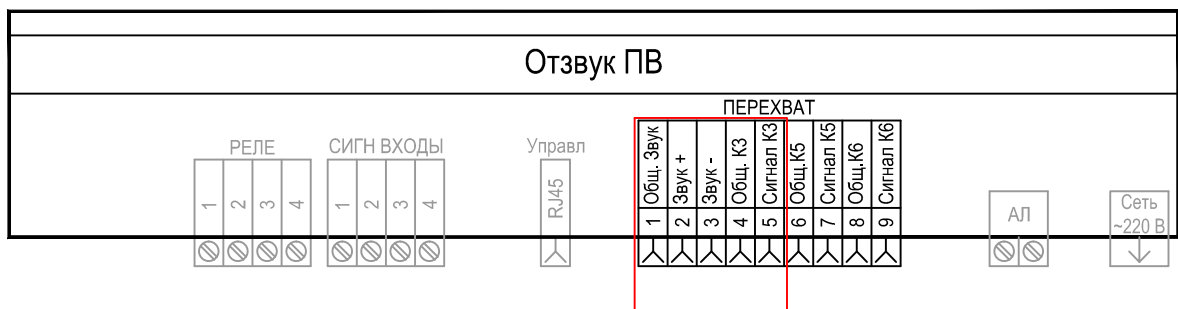 Отзвук ПВ
ПЕРЕХВАТ
РЕЛЕ
1
2
3
4
СИГН ВХОДЫ
1
2
3
4
Управл
RJ45
1 Общ. Звук
2 Звук +
3 Звук -
4 Общ. К3
5 Сигнал К3
6 Общ.К5
7 Сигнал К5
8 Общ.К6
9 Сигнал К6
АЛ
Сеть
~220 В